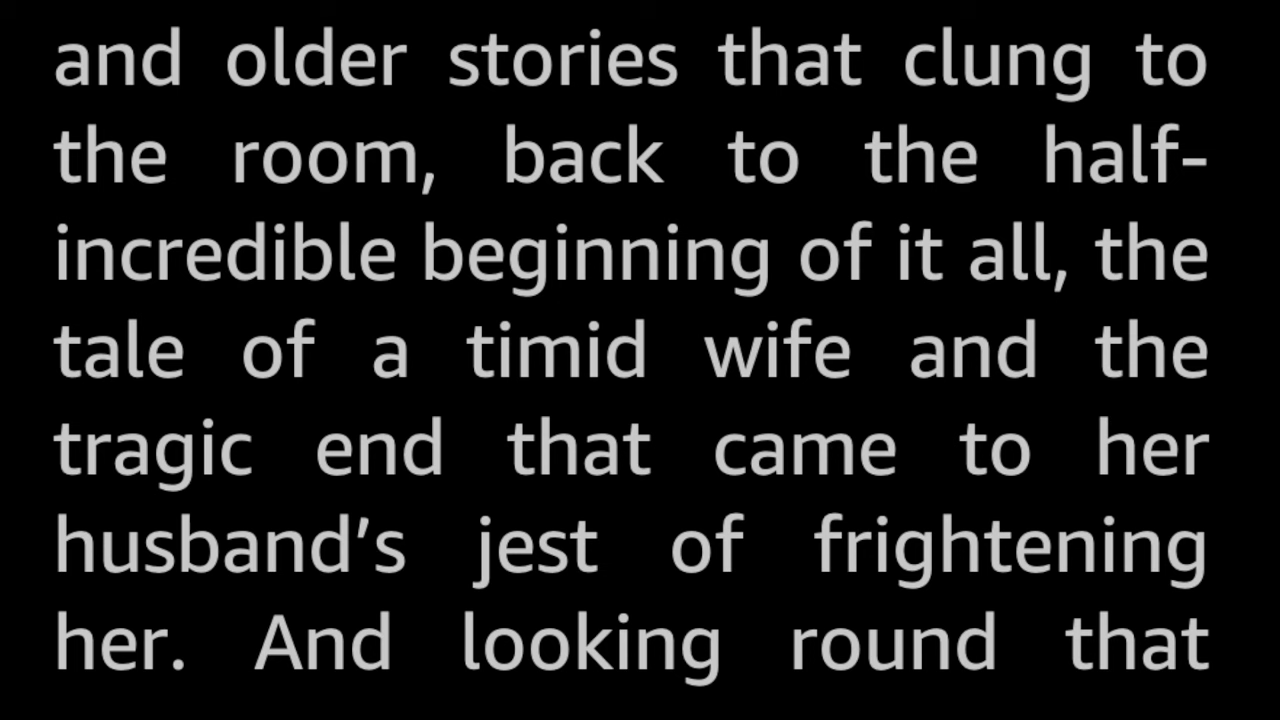 and older stories that clung to
the room, back to the half-
incredible beginning of it all, the
tale of a timid wife and the
tragic end that came to her
husband’s jest of frightening
her. And looking round that